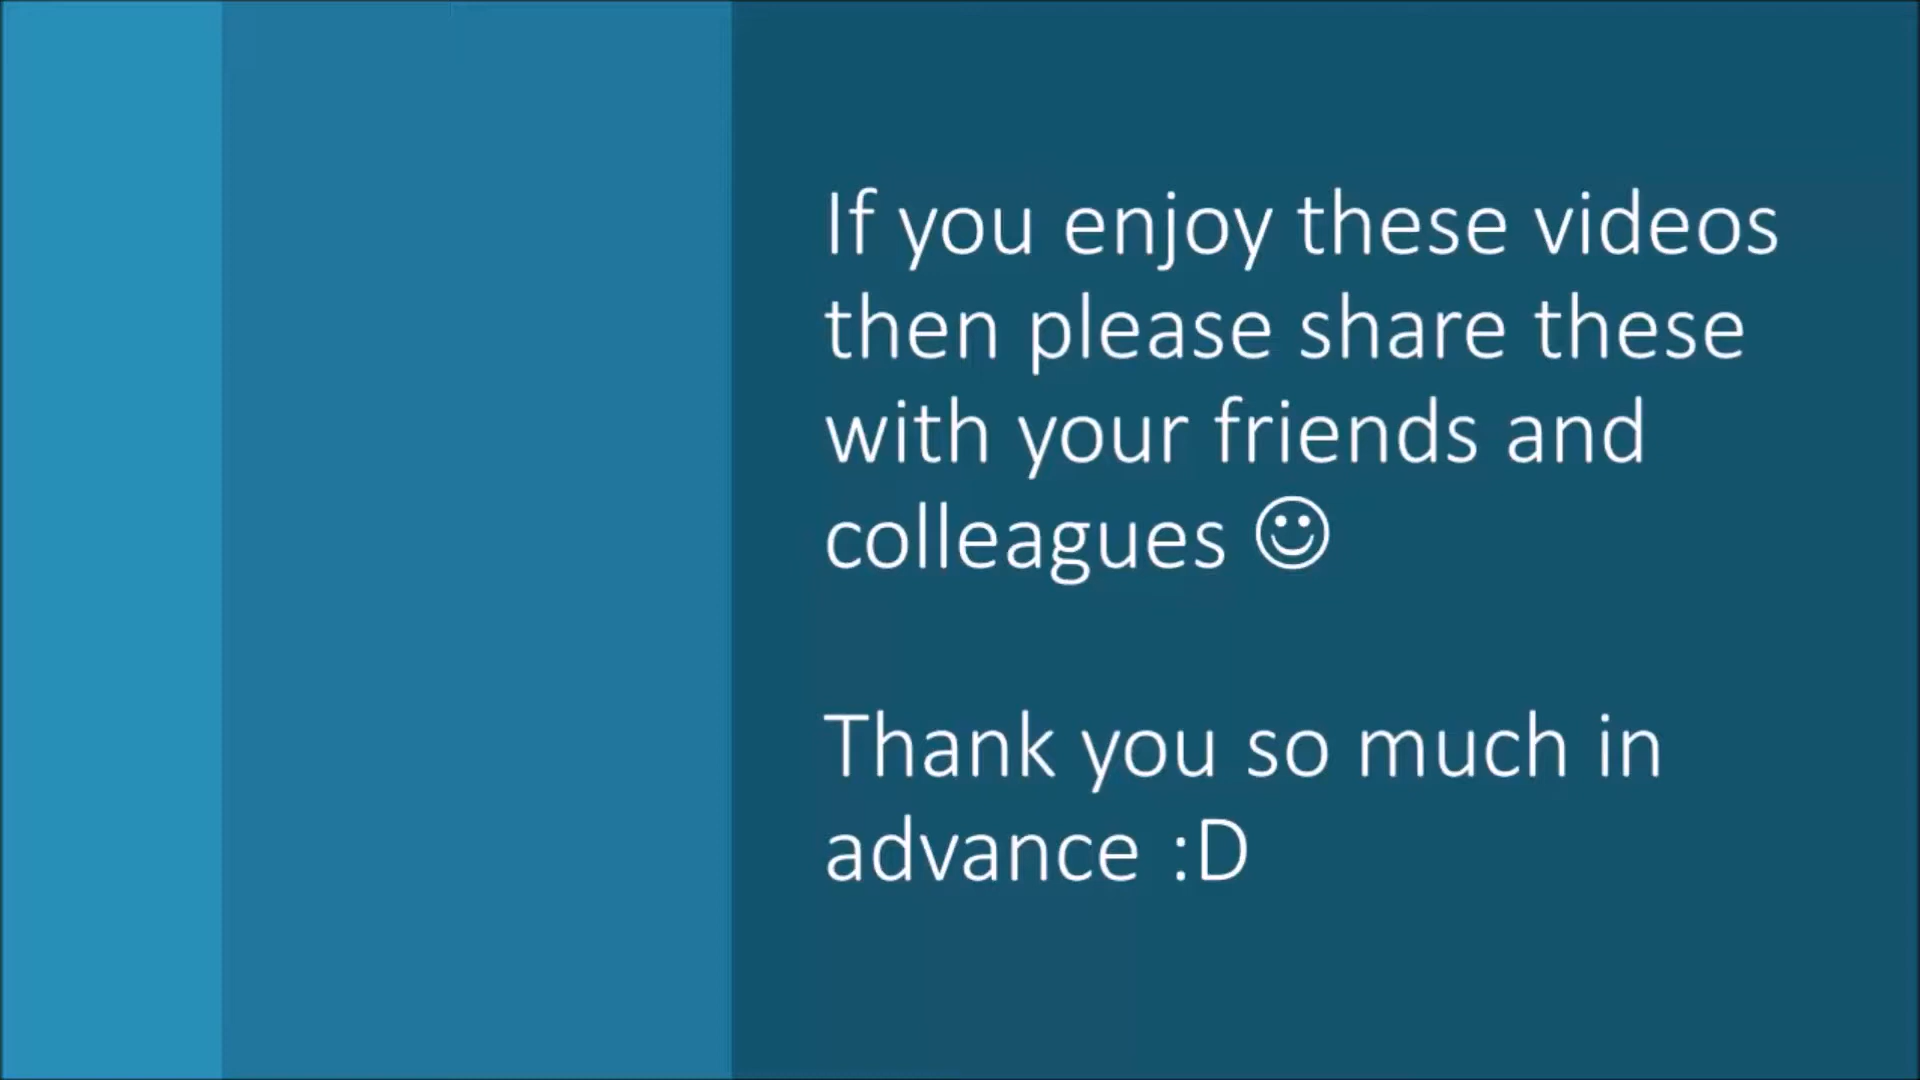 If you enjoy these videos
then please share these
with your friends and
colleagues ☺
Thank you so much in
advance :D